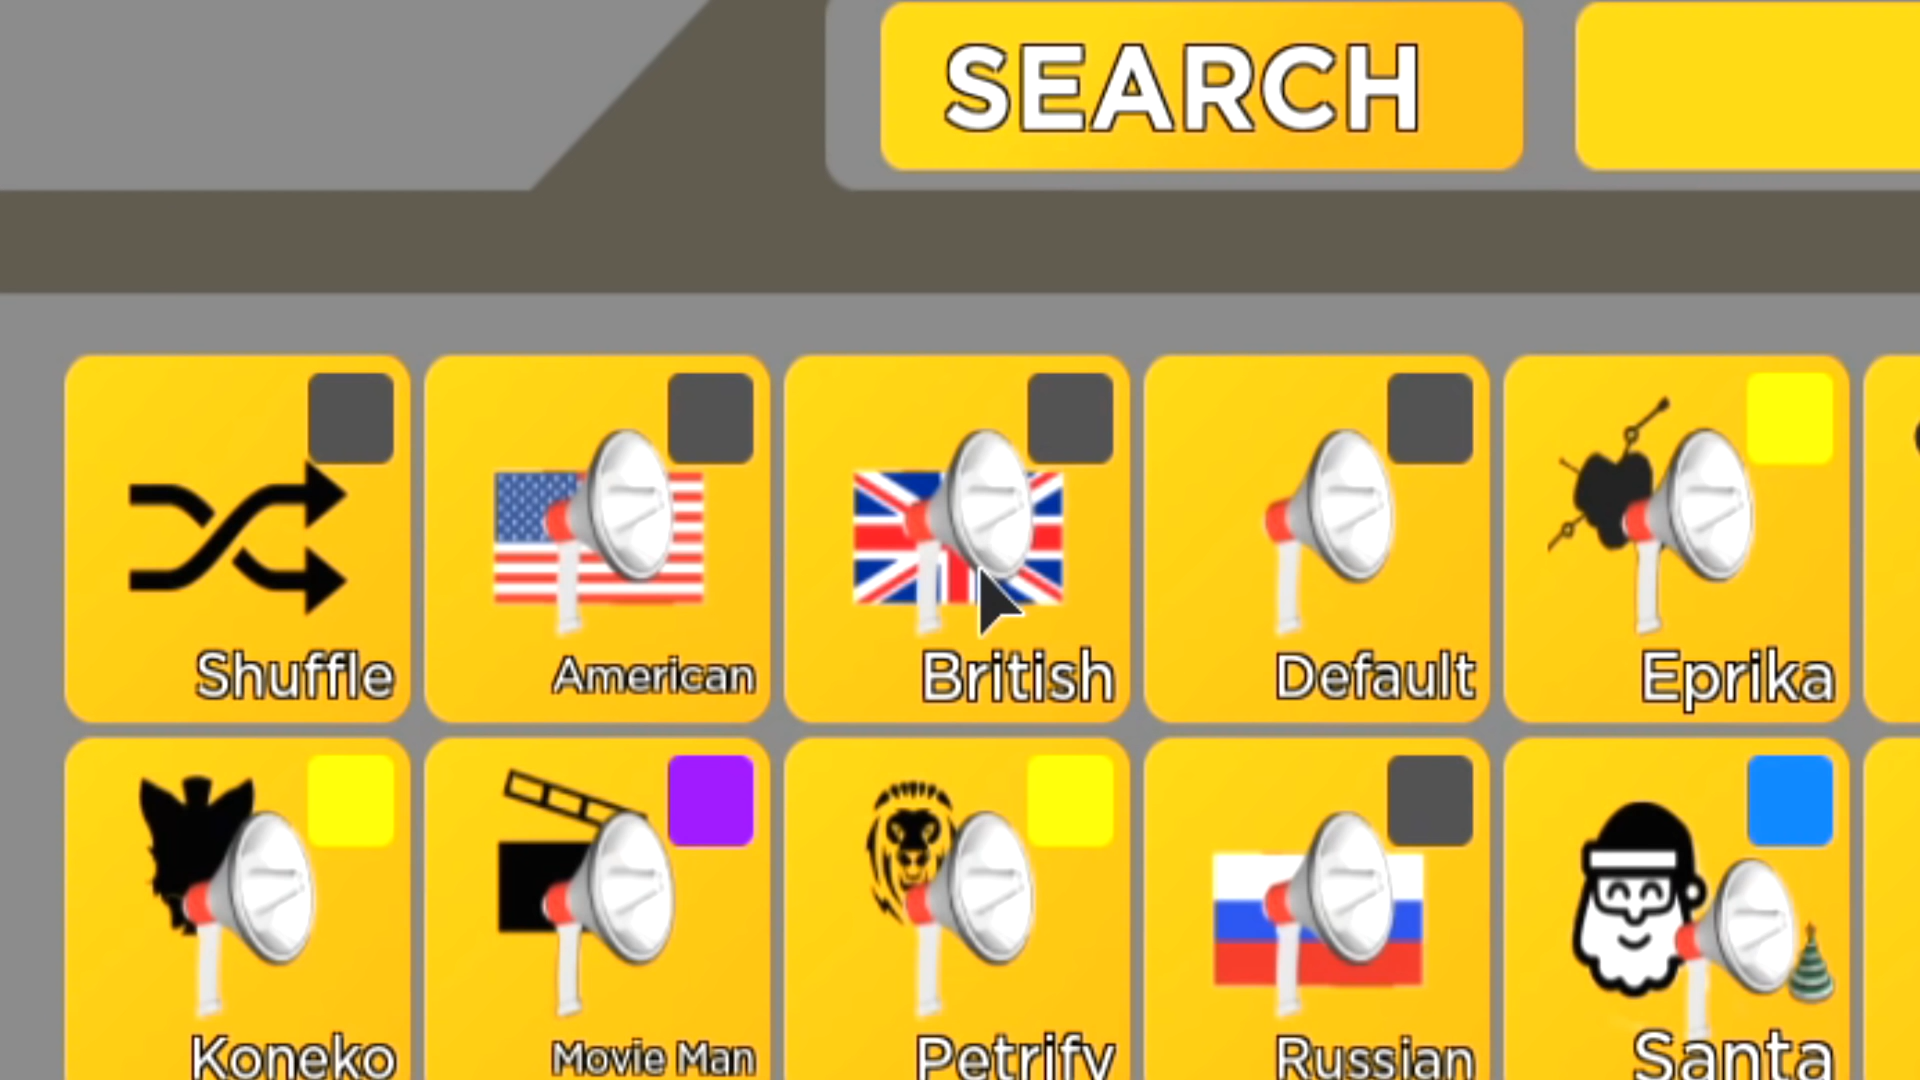 SEARCH
Shuffle
American
British
Default
Eprika
Koneko
Movie Man
Petrify
Russian
Santa